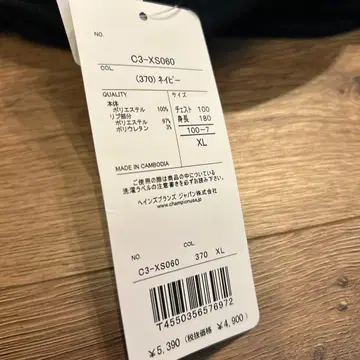 NO.
C3-XS060
COL.
(370) ネイビー
QUALITY
本体
ポリエステル 100%
リブ部分
ポリエステル 97%
ポリウレタン 3%
サイズ
チェスト 100
身長 180
100-7
XL
MADE IN CAMBODIA
ご使用の際は商品の中に付いている
洗濯ラベルの注意書きを必ずお読み下さい。
ヘインズブランズ ジャパン株式会社
www.championusa.jp
NO. COL.
C3-XS060 370 XL
T4550356576972
¥5,390 (税抜価格 ¥4,900)